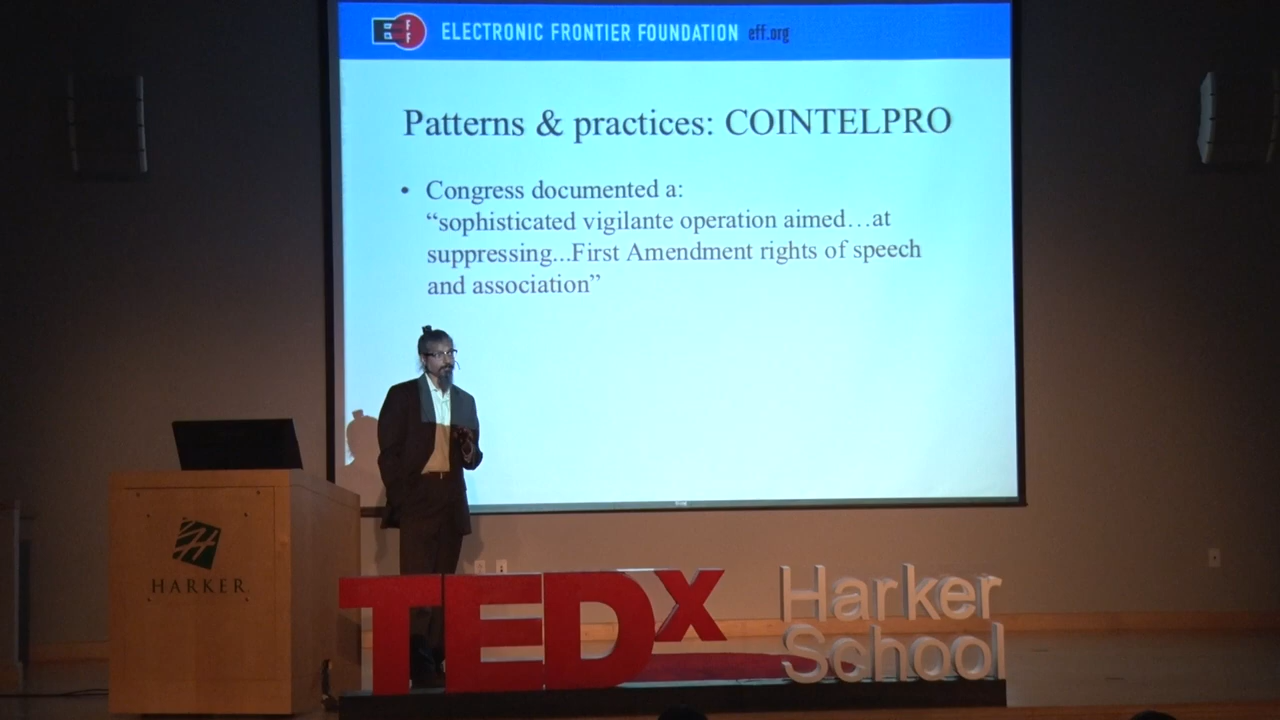 EFF ELECTRONIC FRONTIER FOUNDATION eff.org
Patterns & practices: COINTELPRO
• Congress documented a:
“sophisticated vigilante operation aimed…at
suppressing...First Amendment rights of speech
and association”
H
HARKER
TEDx Harker
School